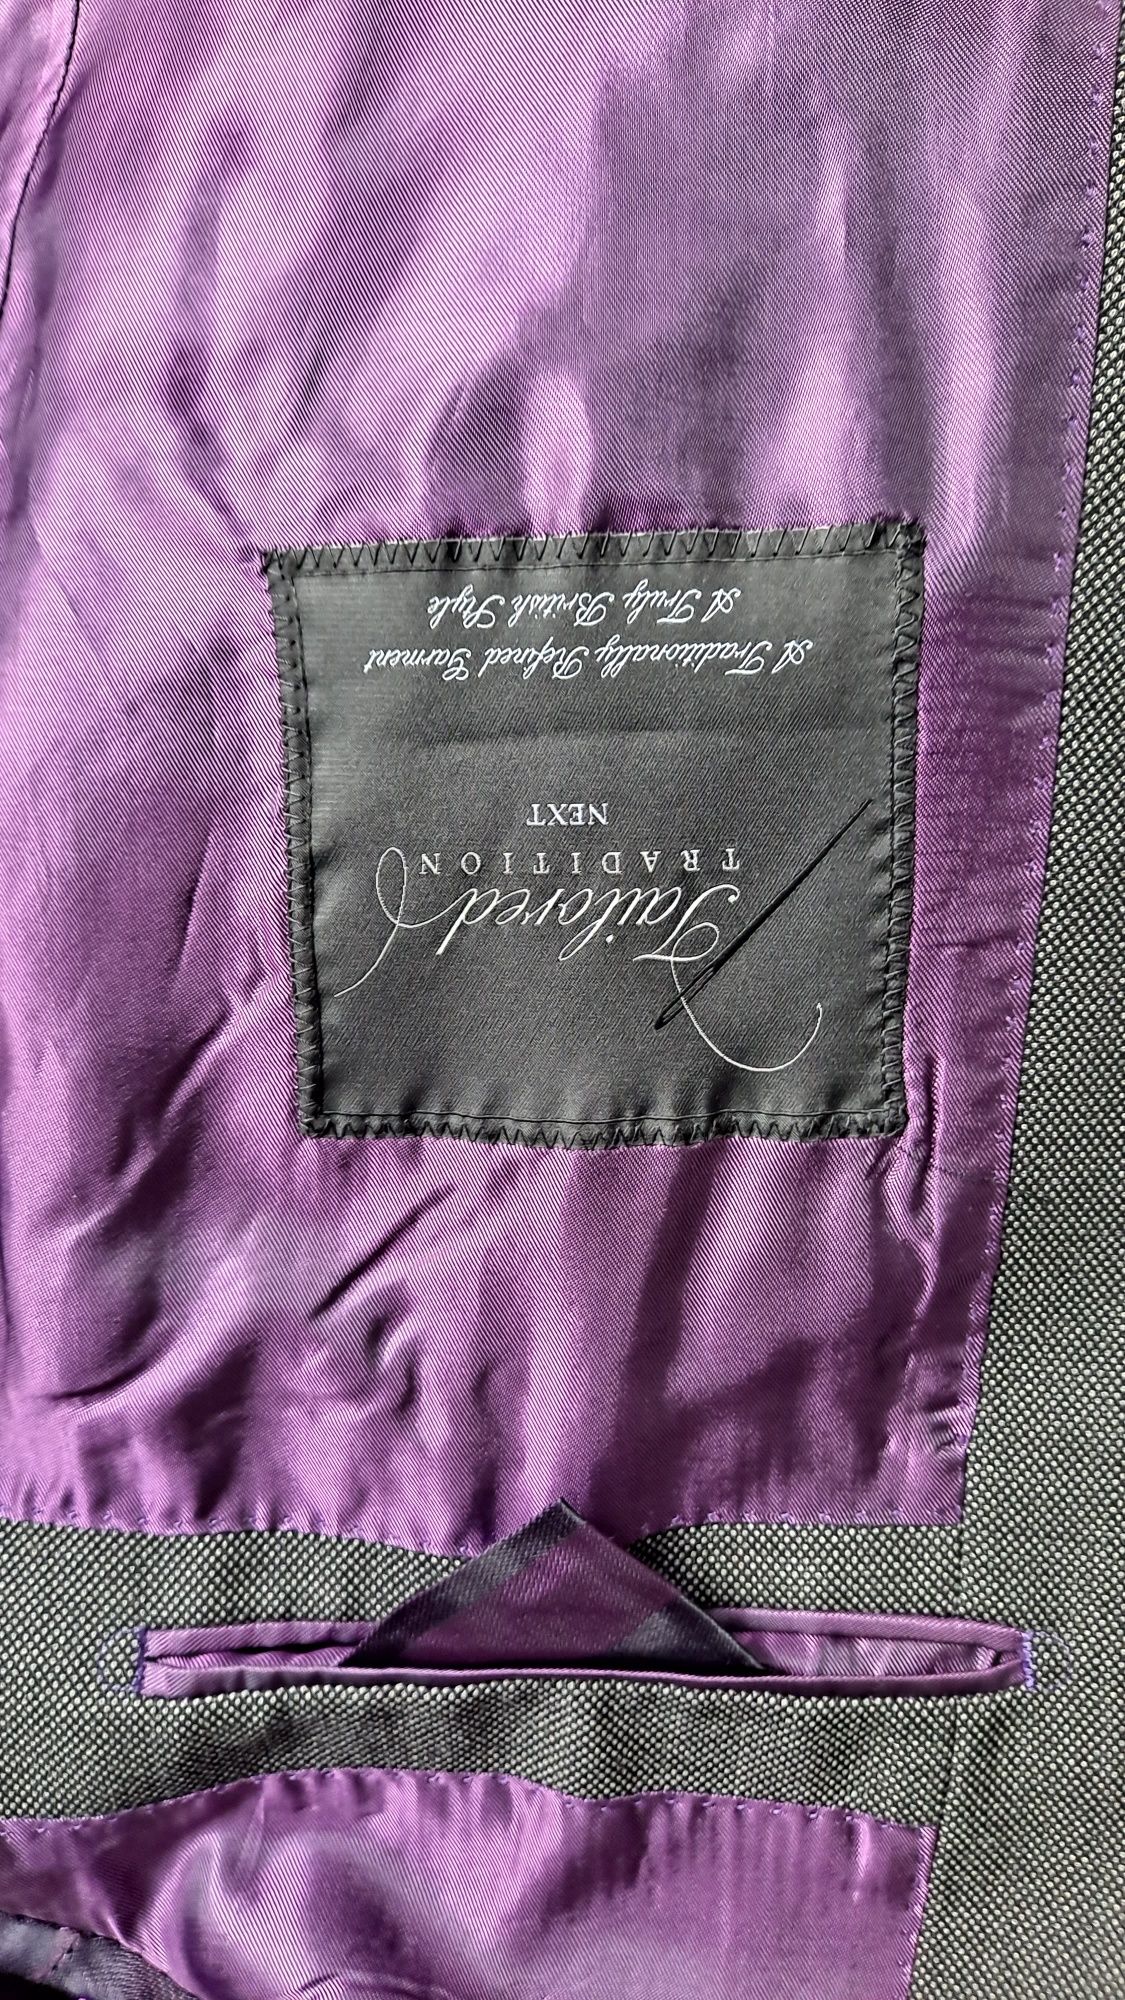 Tailored
TRADITION
NEXT
A Traditionally Refined Garment
A Truly British Style